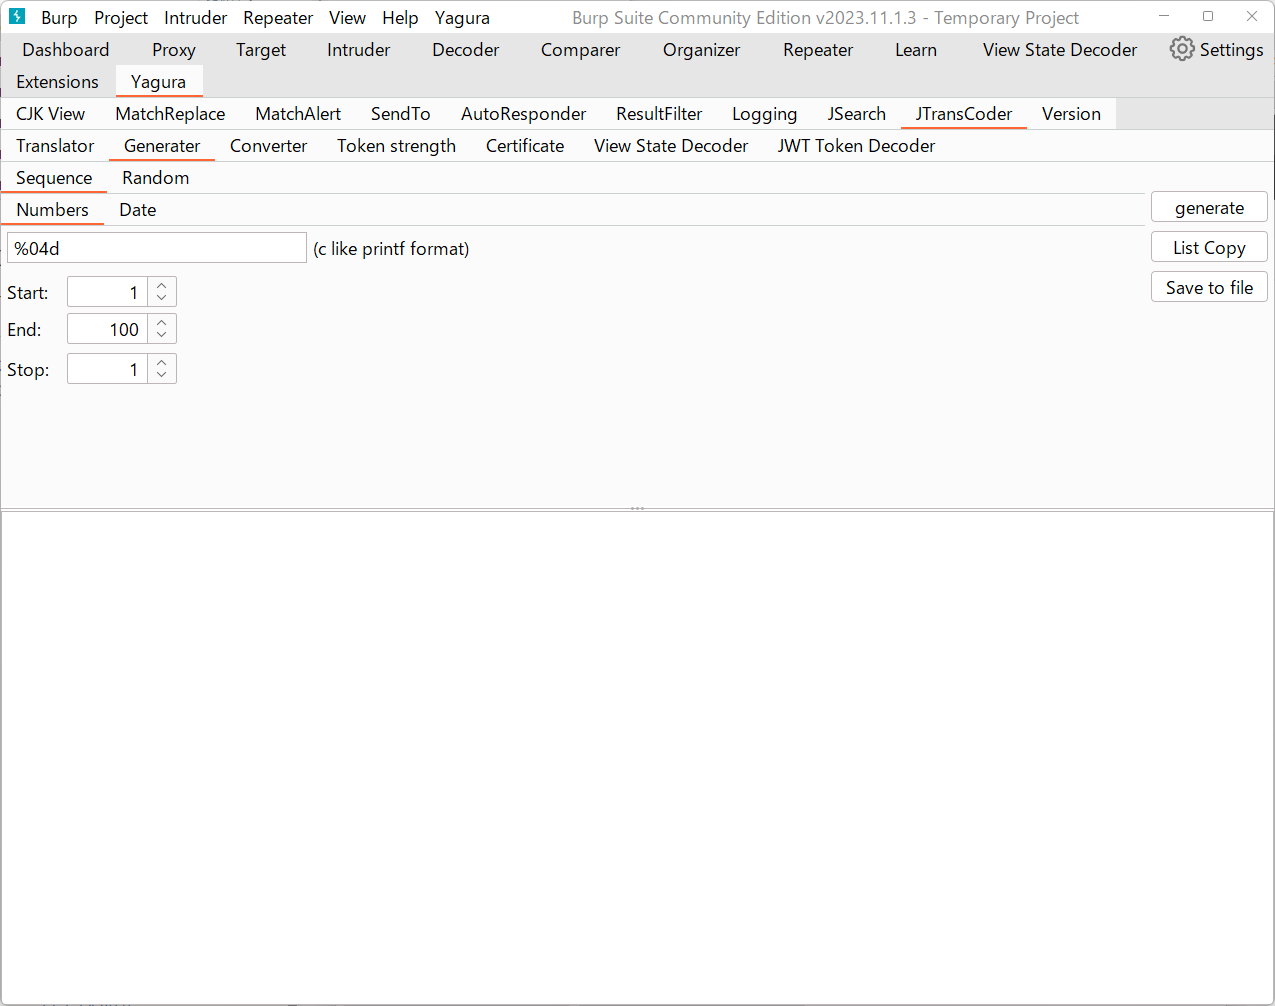 Burp Project Intruder Repeater View Help Yagura Burp Suite Community Edition v2023.11.1.3 - Temporary Project
Dashboard Proxy Target Intruder Decoder Comparer Organizer Repeater Learn View State Decoder Settings
Extensions Yagura
CJK View MatchReplace MatchAlert SendTo AutoResponder ResultFilter Logging JSearch JTransCoder Version
Translator Generater Converter Token strength Certificate View State Decoder JWT Token Decoder
Sequence Random
Numbers Date
generate
%04d (c like printf format)
List Copy
Start: 1
Save to file
End: 100
Stop: 1